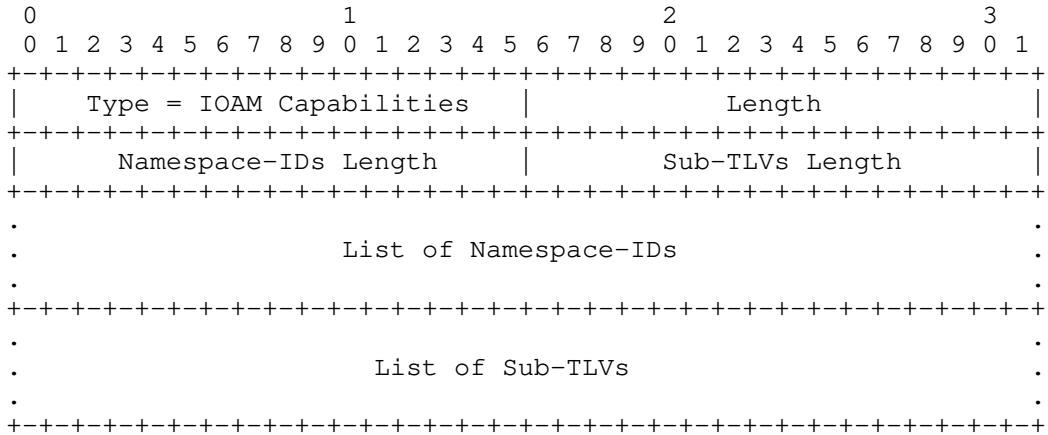 0                   1                   2                   3
 0 1 2 3 4 5 6 7 8 9 0 1 2 3 4 5 6 7 8 9 0 1 2 3 4 5 6 7 8 9 0 1
+-+-+-+-+-+-+-+-+-+-+-+-+-+-+-+-+-+-+-+-+-+-+-+-+-+-+-+-+-+-+-+-+
|    Type = IOAM Capabilities   |            Length             |
+-+-+-+-+-+-+-+-+-+-+-+-+-+-+-+-+-+-+-+-+-+-+-+-+-+-+-+-+-+-+-+-+
|      Namespace-IDs Length     |        Sub-TLVs Length        |
+-+-+-+-+-+-+-+-+-+-+-+-+-+-+-+-+-+-+-+-+-+-+-+-+-+-+-+-+-+-+-+-+
.                                                               .
.                    List of Namespace-IDs                      .
.                                                               .
+-+-+-+-+-+-+-+-+-+-+-+-+-+-+-+-+-+-+-+-+-+-+-+-+-+-+-+-+-+-+-+-+
.                                                               .
.                      List of Sub-TLVs                         .
.                                                               .
+-+-+-+-+-+-+-+-+-+-+-+-+-+-+-+-+-+-+-+-+-+-+-+-+-+-+-+-+-+-+-+-+